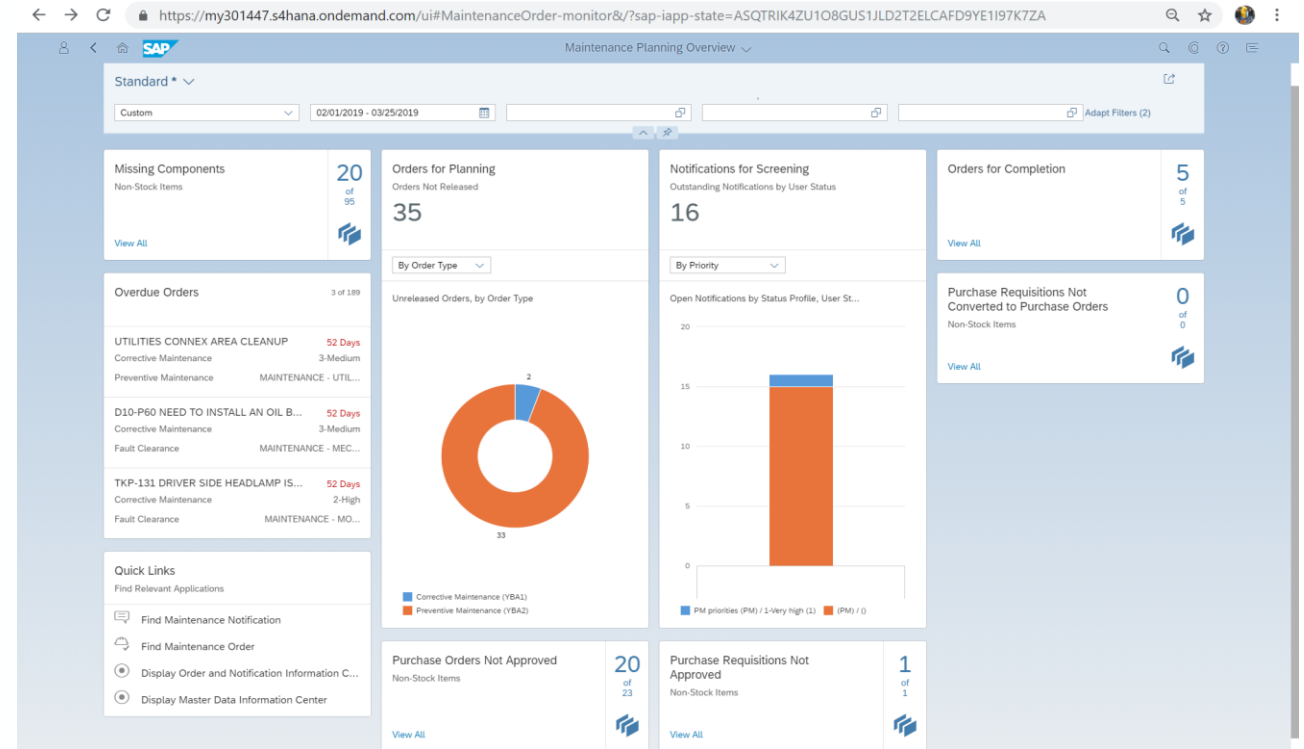 https://my301447.s4hana.ondemand.com/ui#MaintenanceOrder-monitor&/?sap-iapp-state=ASQTRIK4ZU1O8GUS1JLD2T2ELCAFD9YE1I97K7ZA
SAP
Maintenance Planning Overview
Standard *
Custom
02/01/2019 - 03/25/2019
Adapt Filters (2)
Missing Components
Non-Stock Items
20
of
95
View All
Overdue Orders
3 of 189
UTILITIES CONNEX AREA CLEANUP 52 Days
Corrective Maintenance 3-Medium
Preventive Maintenance MAINTENANCE - UTIL...
D10-P60 NEED TO INSTALL AN OIL B... 52 Days
Corrective Maintenance 3-Medium
Fault Clearance MAINTENANCE - MEC...
TKP-131 DRIVER SIDE HEADLAMP IS... 52 Days
Corrective Maintenance 2-High
Fault Clearance MAINTENANCE - MO...
Quick Links
Find Relevant Applications
Find Maintenance Notification
Find Maintenance Order
Display Order and Notification Information C...
Display Master Data Information Center
Orders for Planning
Orders Not Released
35
By Order Type
Unreleased Orders, by Order Type
2
33
Corrective Maintenance (YBA1)
Preventive Maintenance (YBA2)
Purchase Orders Not Approved
Non-Stock Items
20
of
23
View All
Notifications for Screening
Outstanding Notifications by User Status
16
By Priority
Open Notifications by Status Profile, User St...
20
15
10
5
0
PM priorities (PM) / 1-Very high (1) (PM) / ()
Purchase Requisitions Not
Approved
Non-Stock Items
1
of
1
View All
Orders for Completion
5
of
5
View All
Purchase Requisitions Not
Converted to Purchase Orders
Non-Stock Items
0
of
0
View All